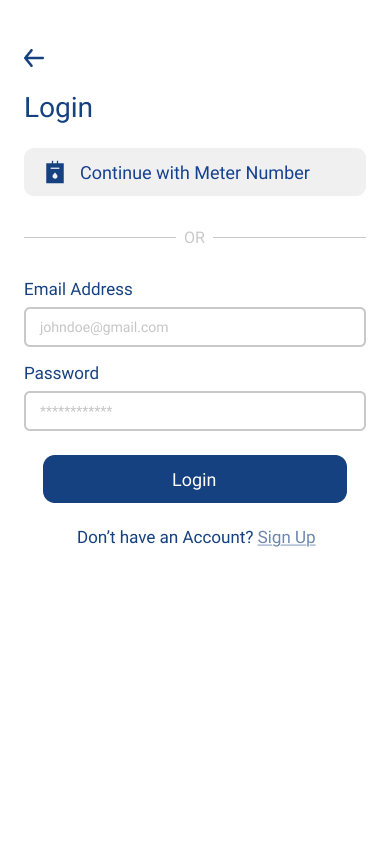 Login
Continue with Meter Number
OR
Email Address
johndoe@gmail.com
Password
************
Login
Don’t have an Account? Sign Up